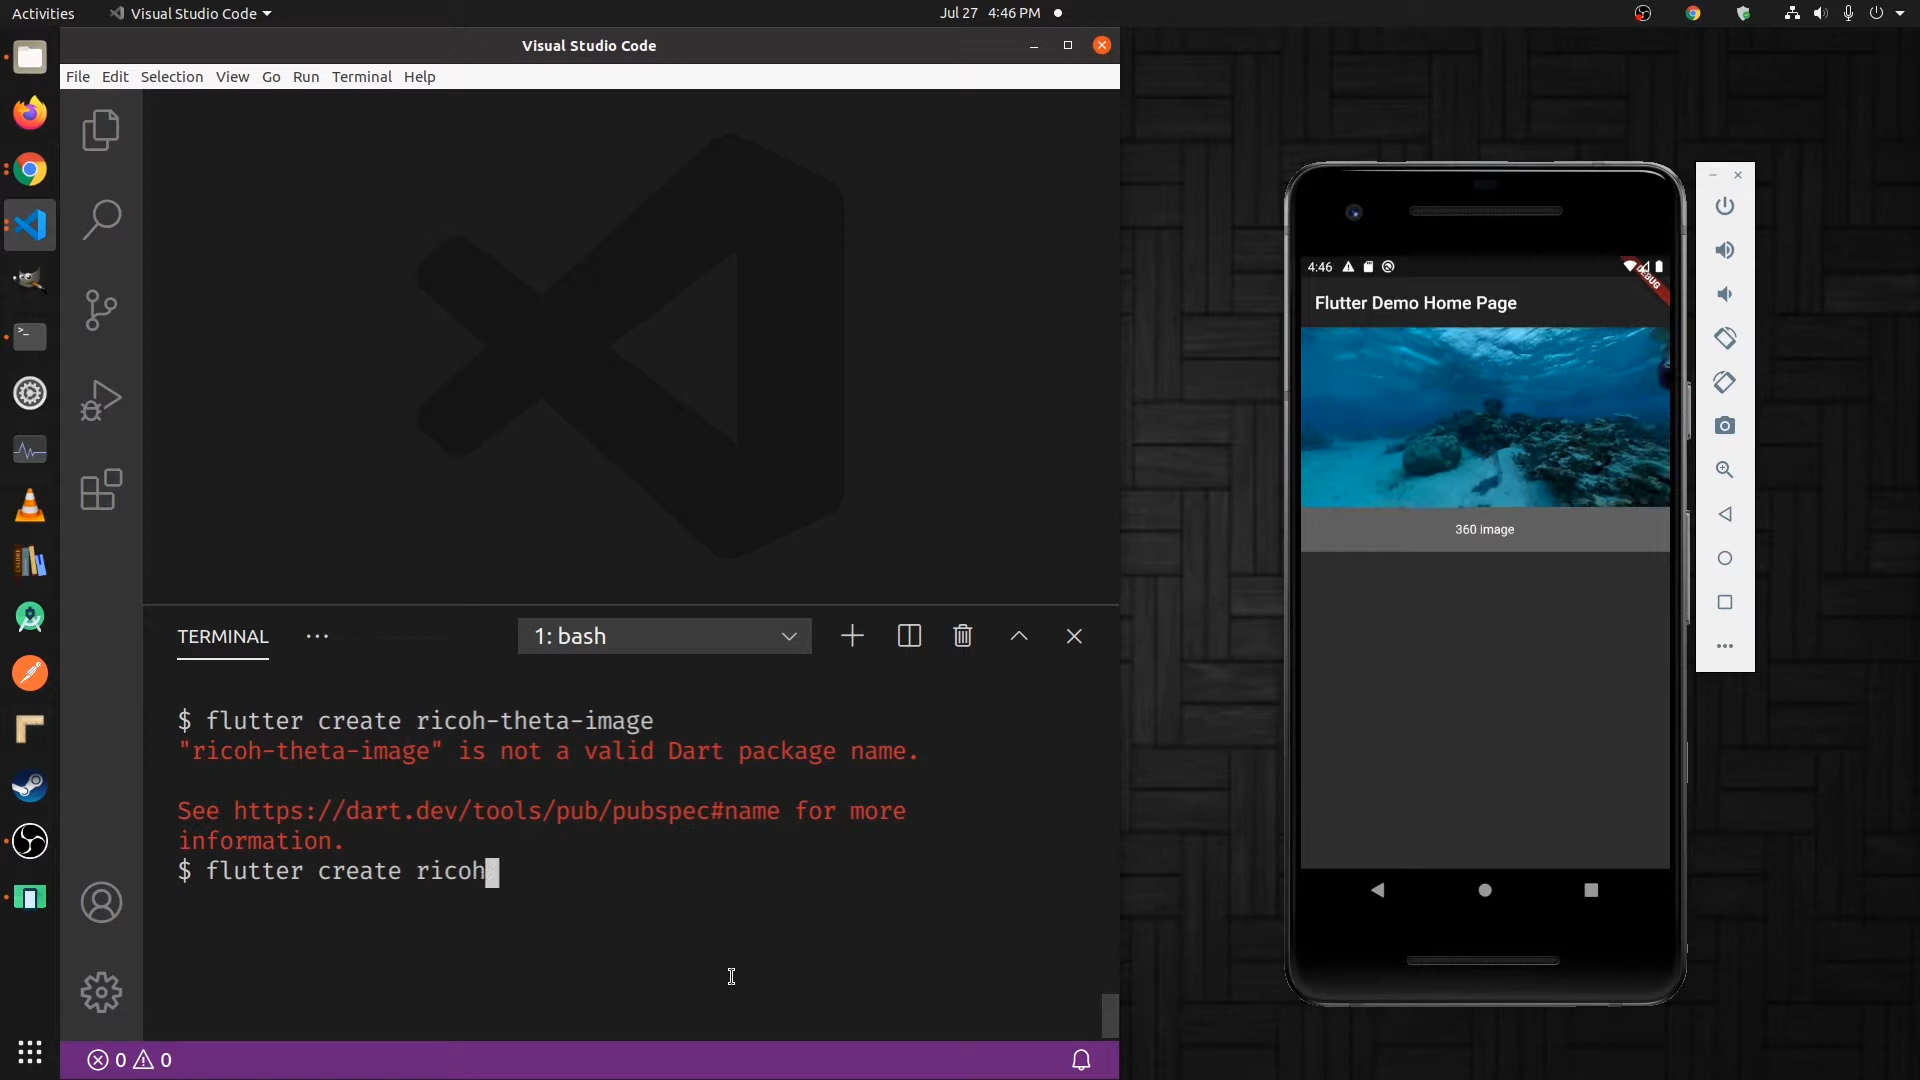 Activities
Visual Studio Code
Jul 27 4:46 PM
Visual Studio Code
File Edit Selection View Go Run Terminal Help
TERMINAL
1: bash
$ flutter create ricoh-theta-image
"ricoh-theta-image" is not a valid Dart package name.
See https://dart.dev/tools/pub/pubspec#name for more
information.
$ flutter create ricoh
0 0
4:46
DEBUG
Flutter Demo Home Page
360 image